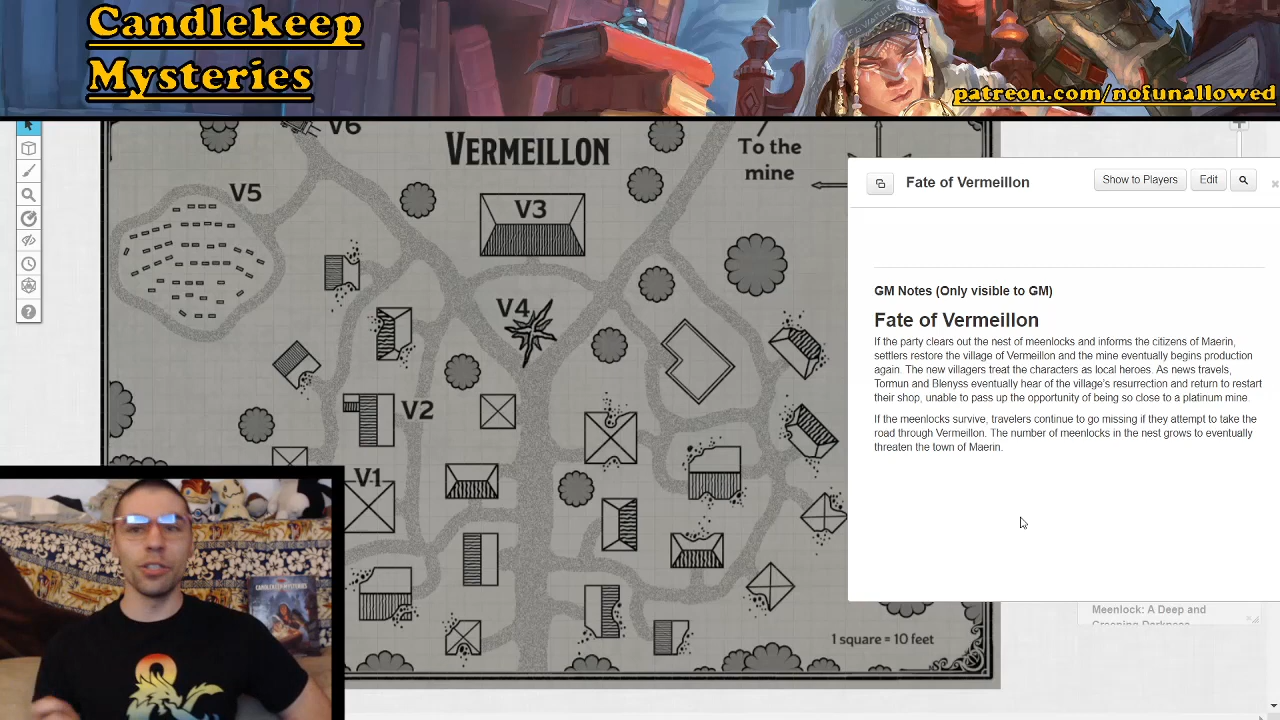 Candlekeep
Mysteries
patreon.com/nofunallowed
V6
VERMEILLON
To the
mine
V5
V3
V4
V2
V1
1 square = 10 feet
Fate of Vermeillon
Show to Players
Edit
GM Notes (Only visible to GM)
Fate of Vermeillon
If the party clears out the nest of meenlocks and informs the citizens of Maerin,
settlers restore the village of Vermeillon and the mine eventually begins production
again. The new villagers treat the characters as local heroes. As news travels,
Tormun and Blenyss eventually hear of the village's resurrection and return to restart
their shop, unable to pass up the opportunity of being so close to a platinum mine.
If the meenlocks survive, travelers continue to go missing if they attempt to take the
road through Vermeillon. The number of meenlocks in the nest grows to eventually
threaten the town of Maerin.
Meenlock: A Deep and
Creeping Darkness
CANDLEKEEP
MYSTERIES